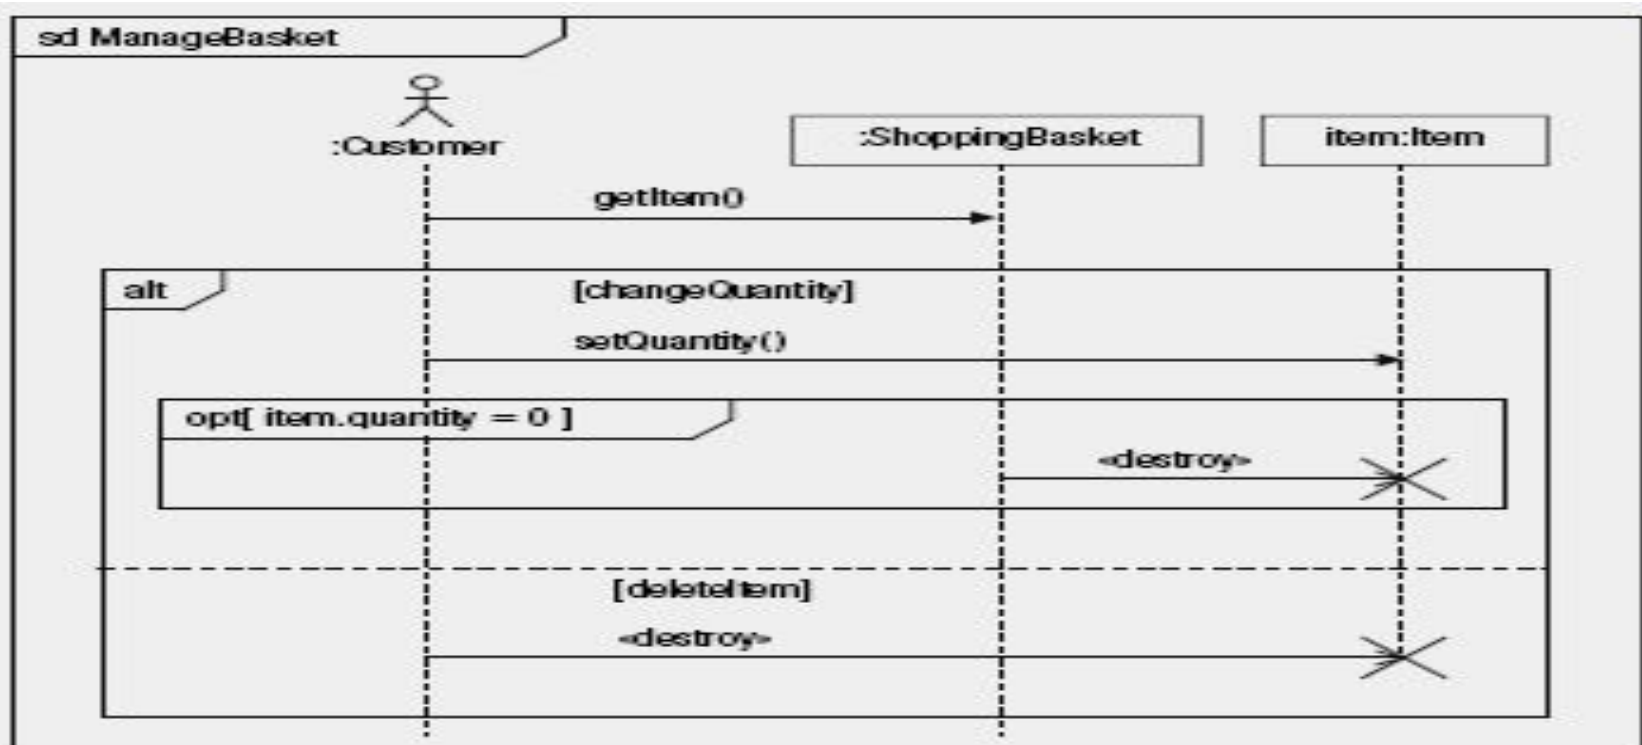 sd ManageBasket
:Customer
:ShoppingBasket
item:Item
getItem()
alt
[changeQuantity]
setQuantity()
opt[ item.quantity = 0 ]
«destroy»
[deleteItem]
«destroy»